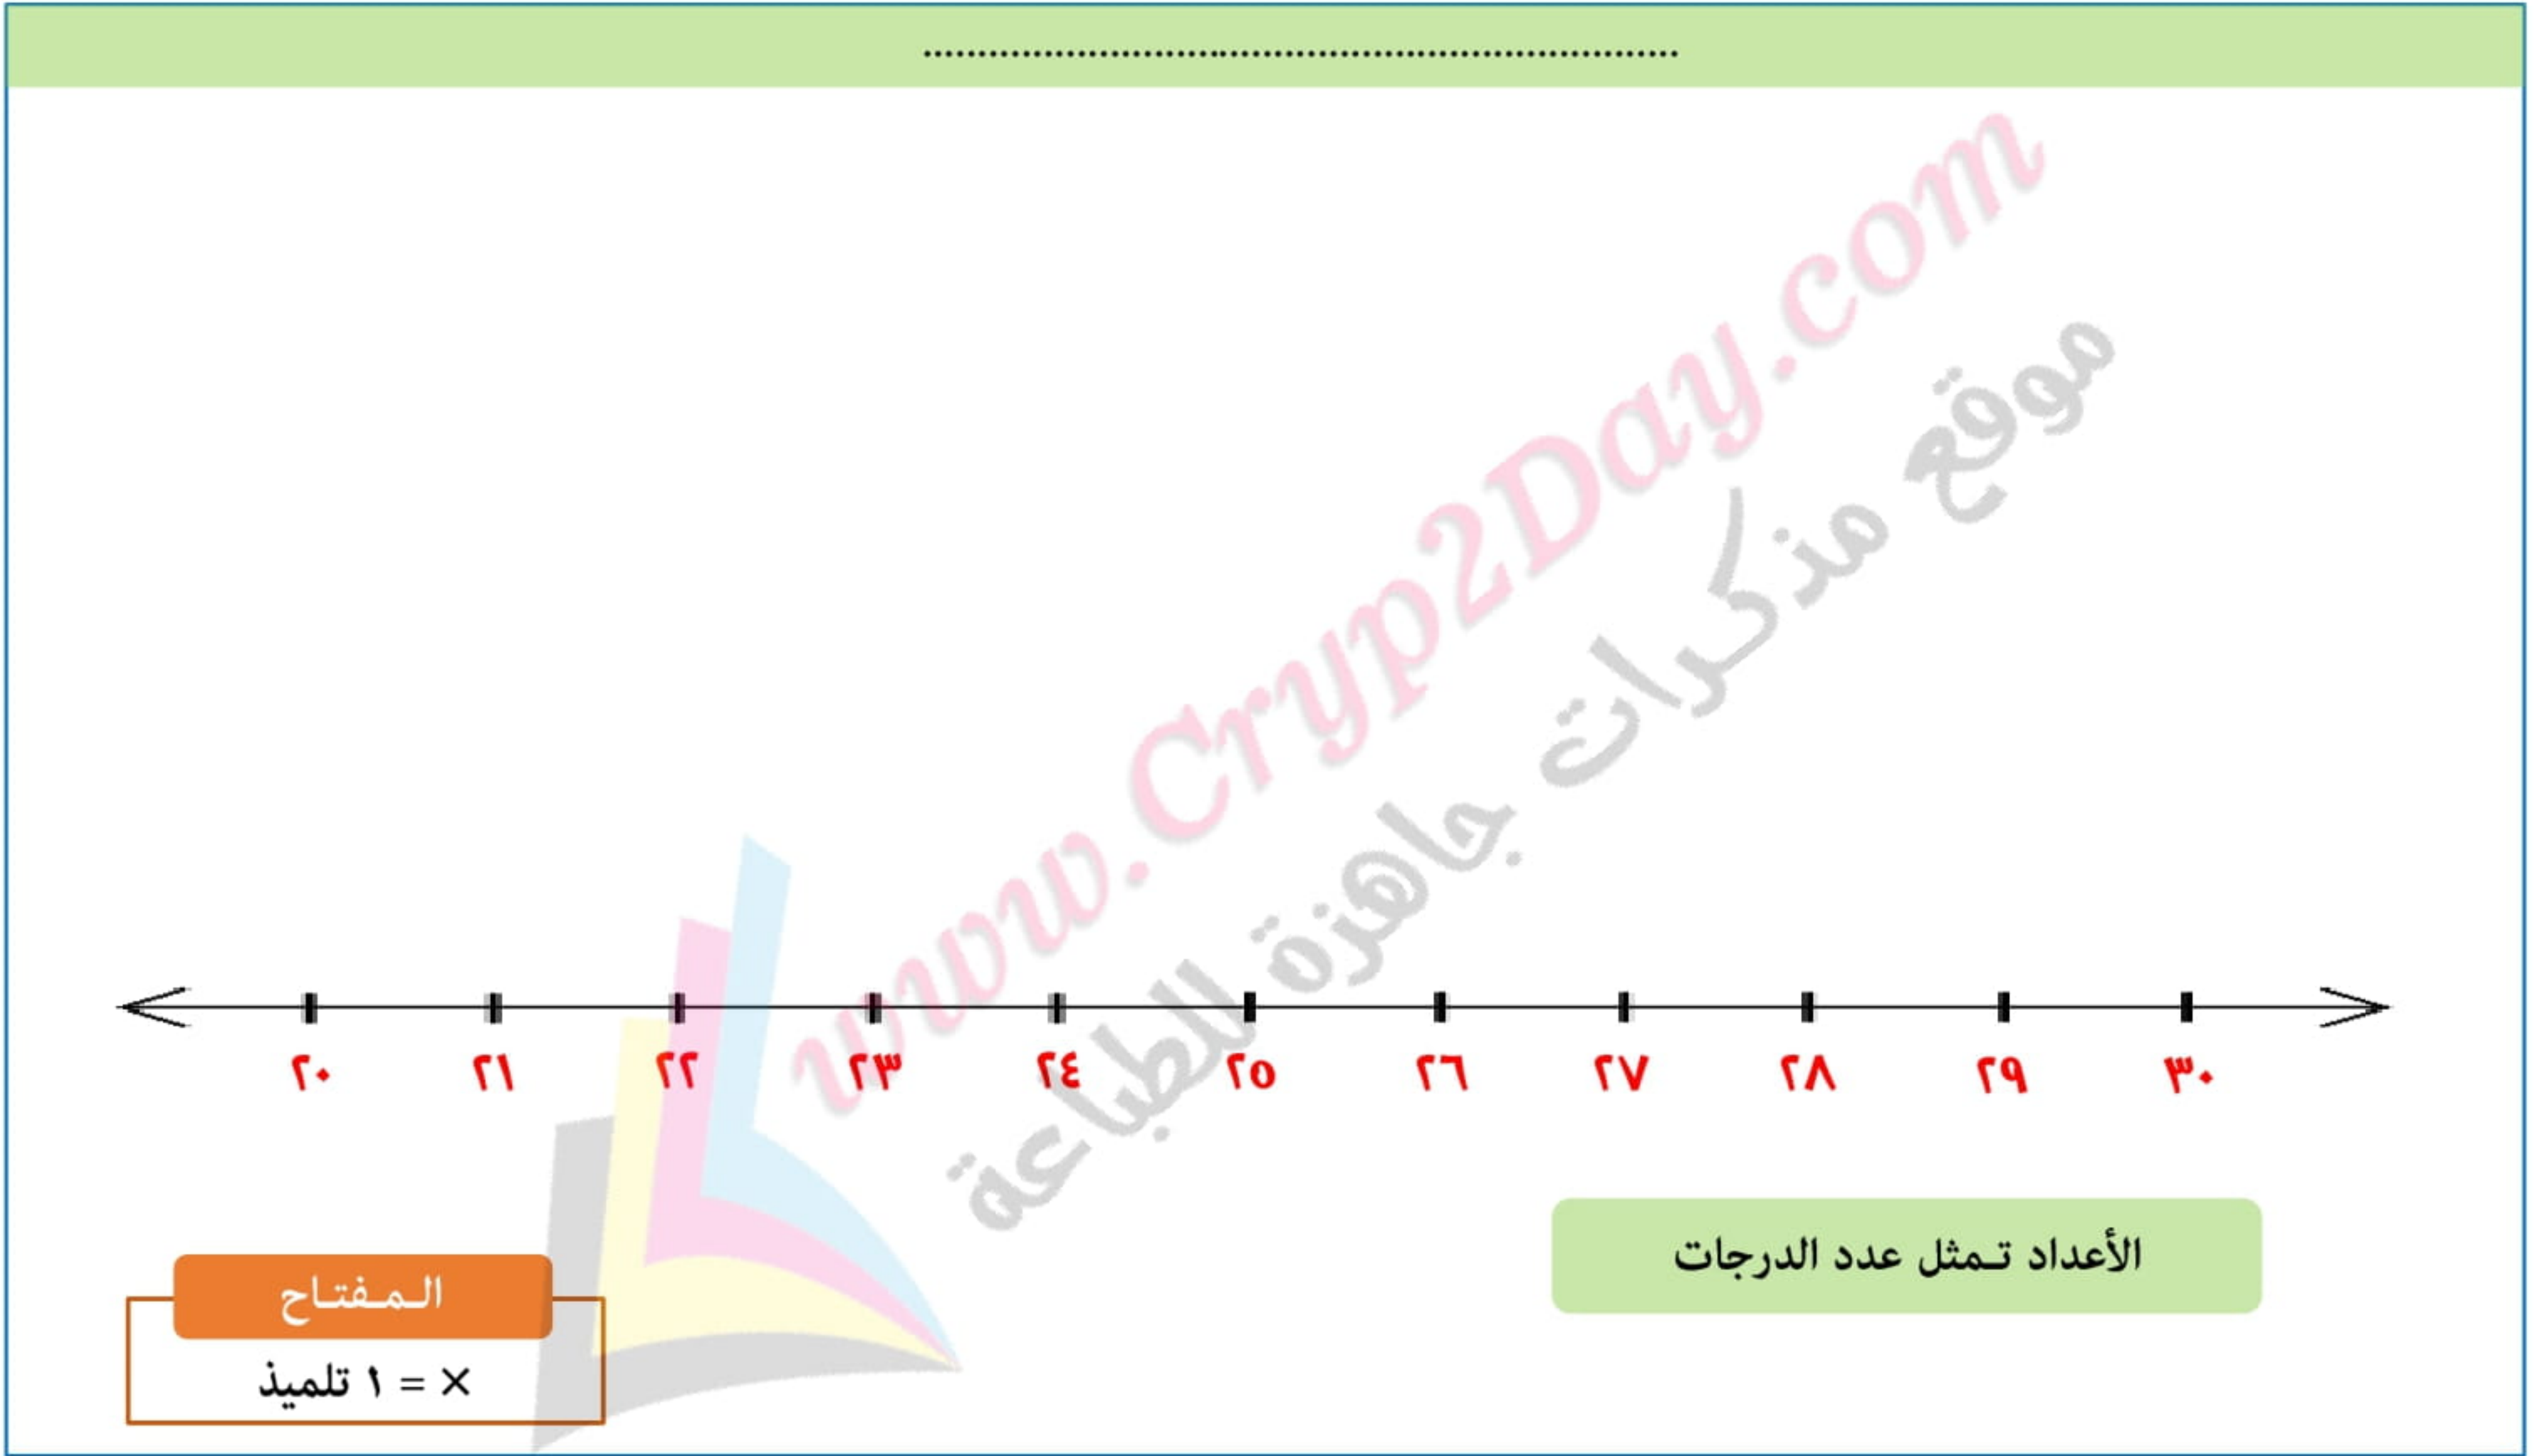 .....................................................................
www.Cryp2Day.com
موقع مذكرات جاهزة للطباعة
٢٠ ٢١ ٢٢ ٢٣ ٢٤ ٢٥ ٢٦ ٢٧ ٢٨ ٢٩ ٣٠
الأعداد تـمثل عدد الدرجات
الـمـفتـاح
× = ١ تلميذ